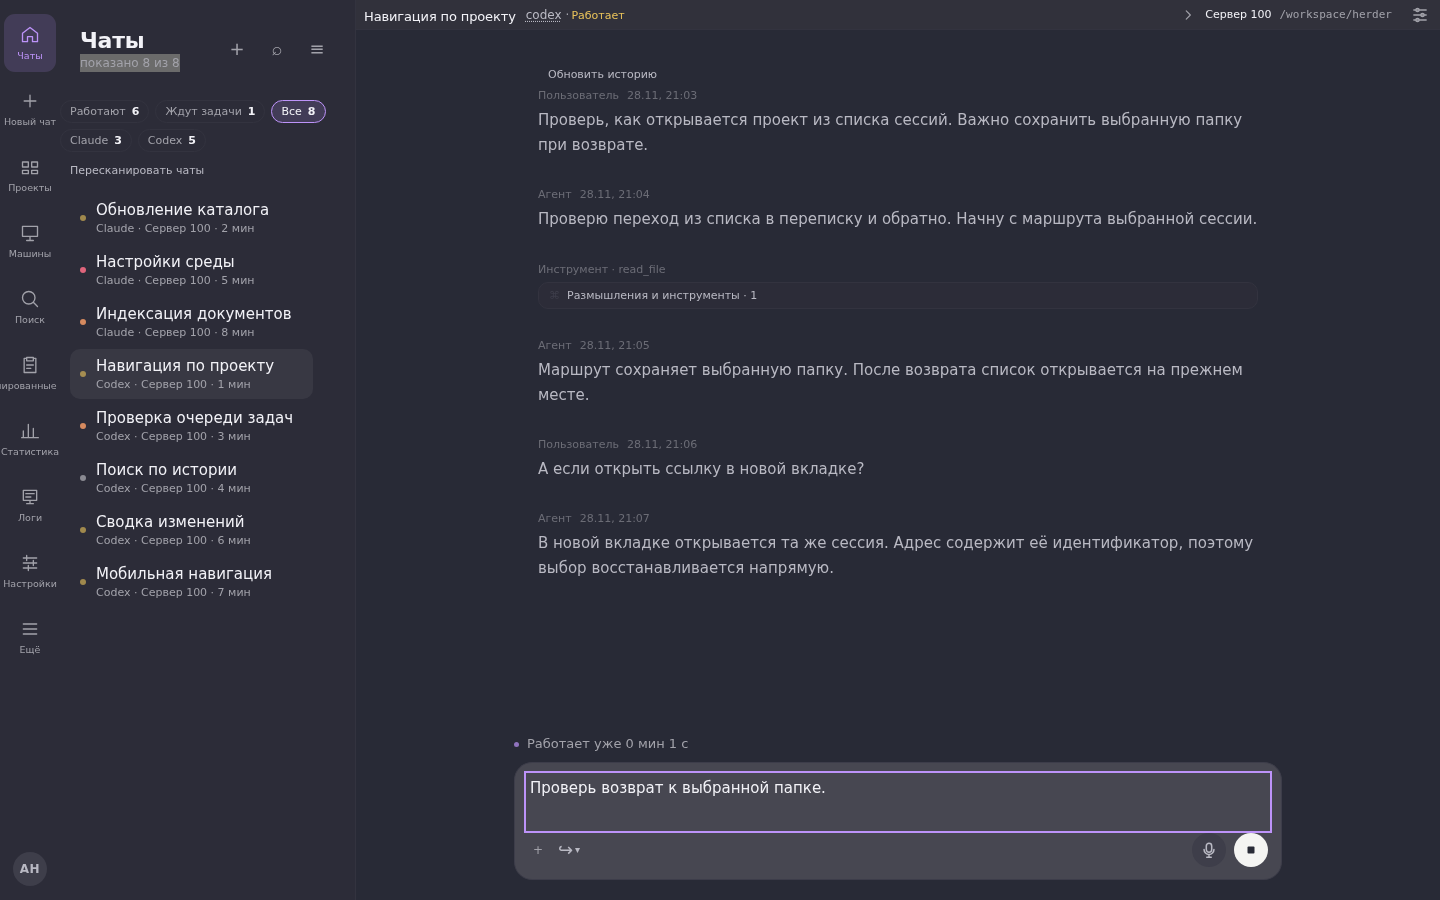 Чаты
Новый чат
Проекты
Машины
Поиск
ированные
Статистика
Логи
Настройки
Ещё
АН
Чаты
показано 8 из 8
Работают 6
Ждут задачи 1
Все 8
Claude 3
Codex 5
Пересканировать чаты
Обновление каталога
Claude · Сервер 100 · 2 мин
Настройки среды
Claude · Сервер 100 · 5 мин
Индексация документов
Claude · Сервер 100 · 8 мин
Навигация по проекту
Codex · Сервер 100 · 1 мин
Проверка очереди задач
Codex · Сервер 100 · 3 мин
Поиск по истории
Codex · Сервер 100 · 4 мин
Сводка изменений
Codex · Сервер 100 · 6 мин
Мобильная навигация
Codex · Сервер 100 · 7 мин
Навигация по проекту codex · Работает
Сервер 100 /workspace/herder
Обновить историю
Пользователь 28.11, 21:03
Проверь, как открывается проект из списка сессий. Важно сохранить выбранную папку
при возврате.
Агент 28.11, 21:04
Проверю переход из списка в переписку и обратно. Начну с маршрута выбранной сессии.
Инструмент · read_file
Размышления и инструменты · 1
Агент 28.11, 21:05
Маршрут сохраняет выбранную папку. После возврата список открывается на прежнем
месте.
Пользователь 28.11, 21:06
А если открыть ссылку в новой вкладке?
Агент 28.11, 21:07
В новой вкладке открывается та же сессия. Адрес содержит её идентификатор, поэтому
выбор восстанавливается напрямую.
Работает уже 0 мин 1 с
Проверь возврат к выбранной папке.